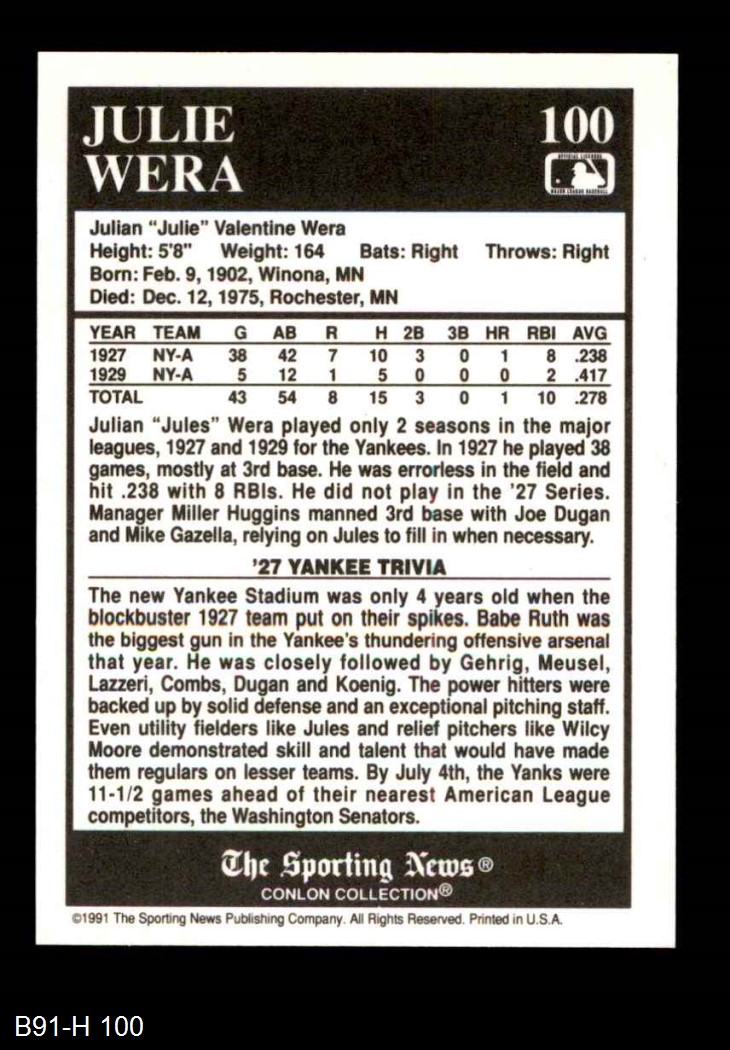 JULIE
WERA
100
OFFICIAL LICENSEE
MAJOR LEAGUE BASEBALL
Julian “Julie” Valentine Wera
Height: 5'8" Weight: 164 Bats: Right Throws: Right
Born: Feb. 9, 1902, Winona, MN
Died: Dec. 12, 1975, Rochester, MN
YEAR TEAM G AB R H 2B 3B HR RBI AVG
1927 NY-A 38 42 7 10 3 0 1 8 .238
1929 NY-A 5 12 1 5 0 0 0 2 .417
TOTAL 43 54 8 15 3 0 1 10 .278
Julian “Jules” Wera played only 2 seasons in the major
leagues, 1927 and 1929 for the Yankees. In 1927 he played 38
games, mostly at 3rd base. He was errorless in the field and
hit .238 with 8 RBIs. He did not play in the '27 Series.
Manager Miller Huggins manned 3rd base with Joe Dugan
and Mike Gazella, relying on Jules to fill in when necessary.
'27 YANKEE TRIVIA
The new Yankee Stadium was only 4 years old when the
blockbuster 1927 team put on their spikes. Babe Ruth was
the biggest gun in the Yankee's thundering offensive arsenal
that year. He was closely followed by Gehrig, Meusel,
Lazzeri, Combs, Dugan and Koenig. The power hitters were
backed up by solid defense and an exceptional pitching staff.
Even utility fielders like Jules and relief pitchers like Wilcy
Moore demonstrated skill and talent that would have made
them regulars on lesser teams. By July 4th, the Yanks were
11-1/2 games ahead of their nearest American League
competitors, the Washington Senators.
The Sporting News®
CONLON COLLECTION®
©1991 The Sporting News Publishing Company. All Rights Reserved. Printed in U.S.A.
B91-H 100